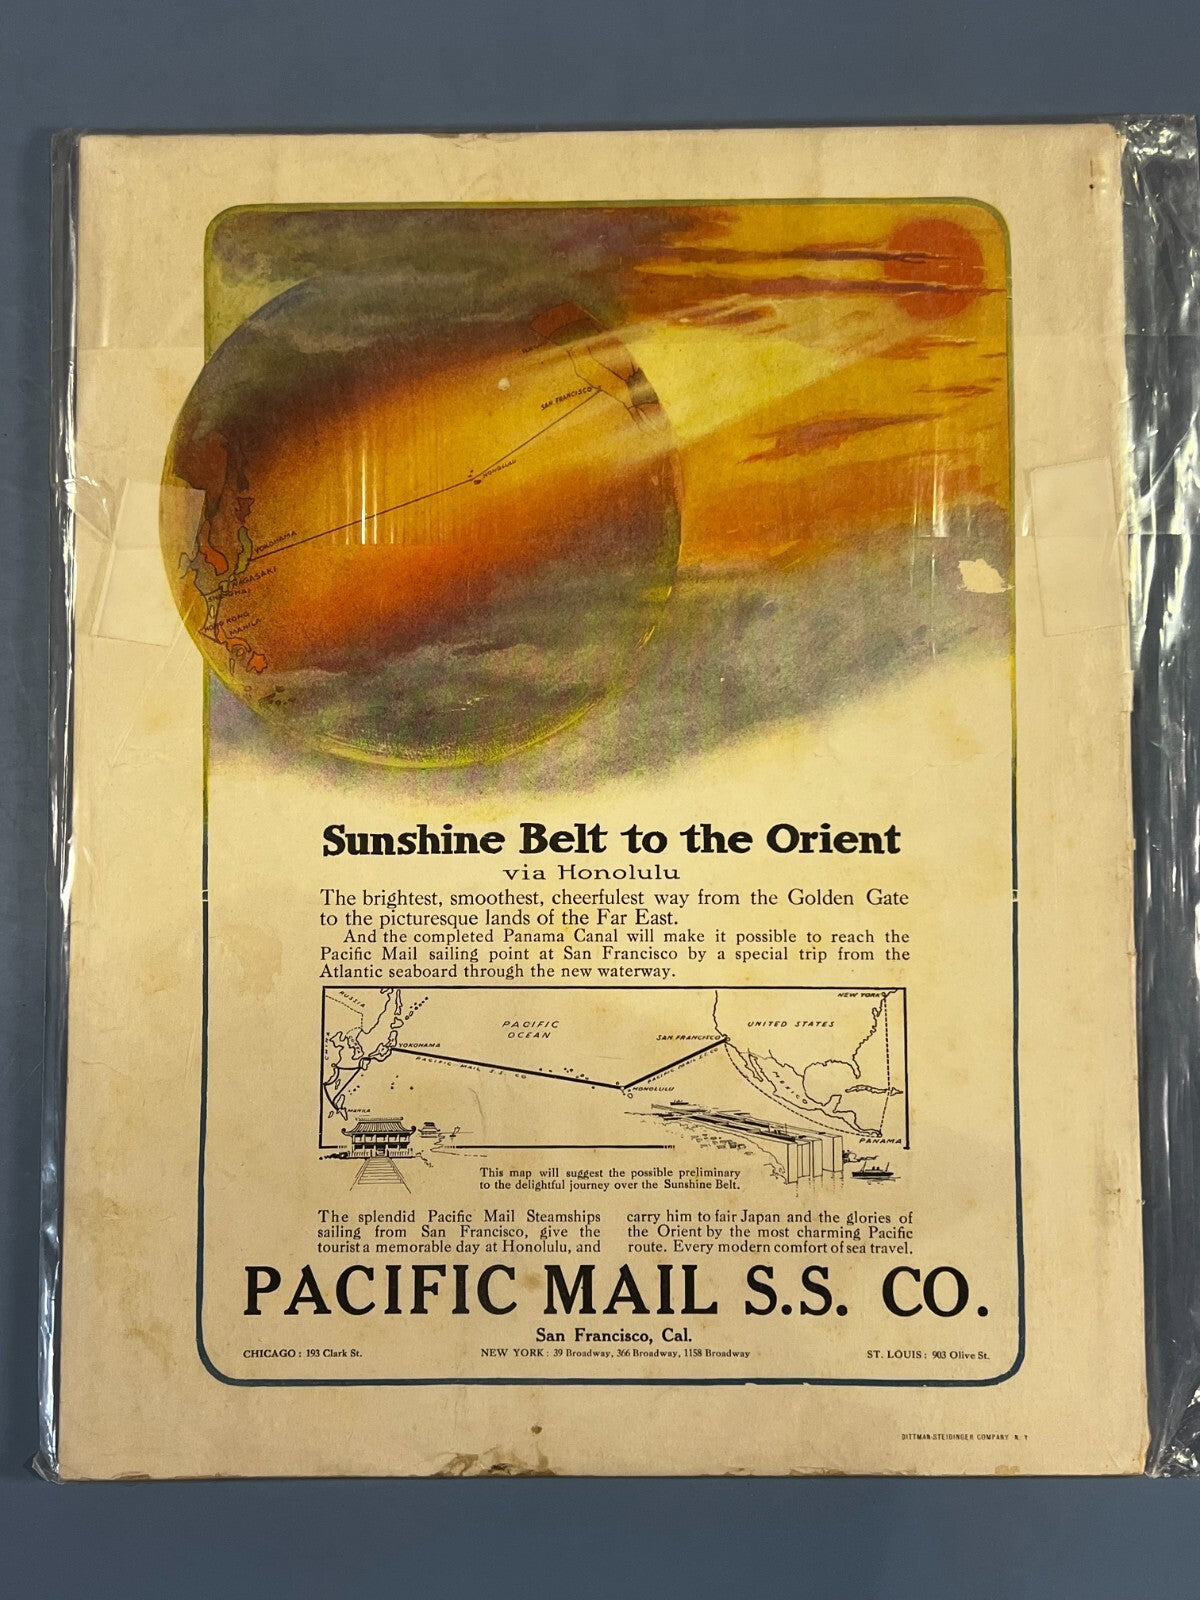 SAN FRANCISCO
HONOLULU
YOKOHAMA
NAGASAKI
SHANGHAI
HONG KONG
MANILA
Sunshine Belt to the Orient
via Honolulu
The brightest, smoothest, cheerfulest way from the Golden Gate
to the picturesque lands of the Far East.
And the completed Panama Canal will make it possible to reach the
Pacific Mail sailing point at San Francisco by a special trip from the
Atlantic seaboard through the new waterway.
RUSSIA
PACIFIC
OCEAN
NEW YORK
UNITED STATES
SAN FRANCISCO
YOKOHAMA
PACIFIC MAIL S.S. CO
PACIFIC MAIL S.S. CO
HONOLULU
MEXICO
MANILA
PANAMA
This map will suggest the possible preliminary
to the delightful journey over the Sunshine Belt.
The splendid Pacific Mail Steamships
sailing from San Francisco, give the
tourist a memorable day at Honolulu, and
carry him to fair Japan and the glories of
the Orient by the most charming Pacific
route. Every modern comfort of sea travel.
PACIFIC MAIL S.S. CO.
San Francisco, Cal.
CHICAGO: 193 Clark St.
NEW YORK: 39 Broadway, 366 Broadway, 1158 Broadway
ST. LOUIS: 903 Olive St.
DITTMAN-STEIDINGER COMPANY N. Y